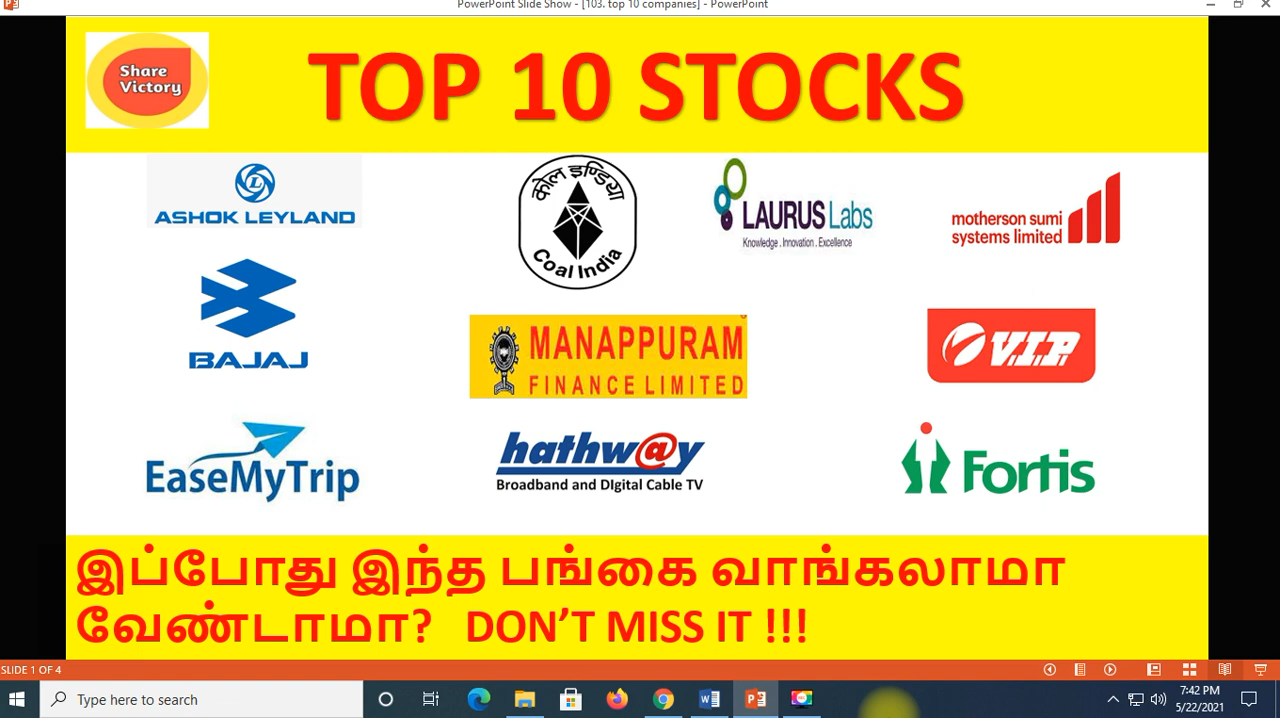 PowerPoint Slide Show - [103. top 10 companies] - PowerPoint
Share
Victory
TOP 10 STOCKS
ASHOK LEYLAND
कोल इण्डिया
Coal India
LAURUS Labs
Knowledge . Innovation . Excellence
motherson sumi
systems limited
BAJAJ
MANAPPURAM
FINANCE LIMITED
V.I.P.
EaseMyTrip
hathw@y
Broadband and DIgital Cable TV
Fortis
இப்போது இந்த பங்கை வாங்கலாமா
வேண்டாமா? DON'T MISS IT !!!
SLIDE 1 OF 4
Type here to search
7:42 PM
5/22/2021